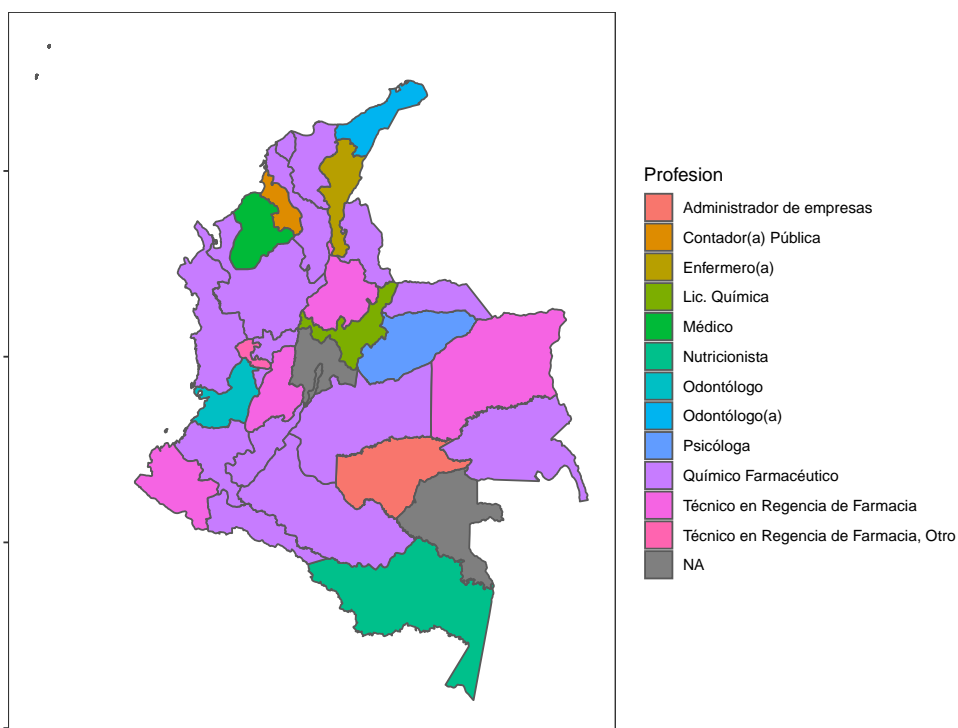 Profesion
Administrador de empresas
Contador(a) Pública
Enfermero(a)
Lic. Química
Médico
Nutricionista
Odontólogo
Odontólogo(a)
Psicóloga
Químico Farmacéutico
Técnico en Regencia de Farmacia
Técnico en Regencia de Farmacia, Otro
NA